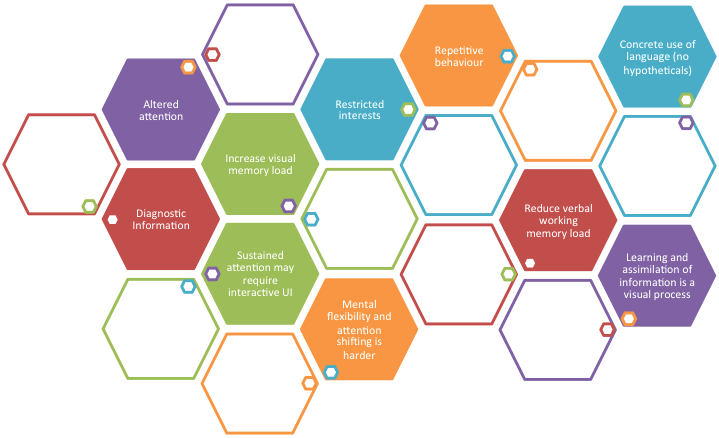 Altered
attention
Repetitive
behaviour
Concrete use of
language (no
hypotheticals)
Restricted
interests
Increase visual
memory load
Diagnostic
Information
Reduce verbal
working
memory load
Sustained
attention may
require
interactive UI
Learning and
assimilation of
information is a
visual process
Mental
flexibility and
attention
shifting is
harder